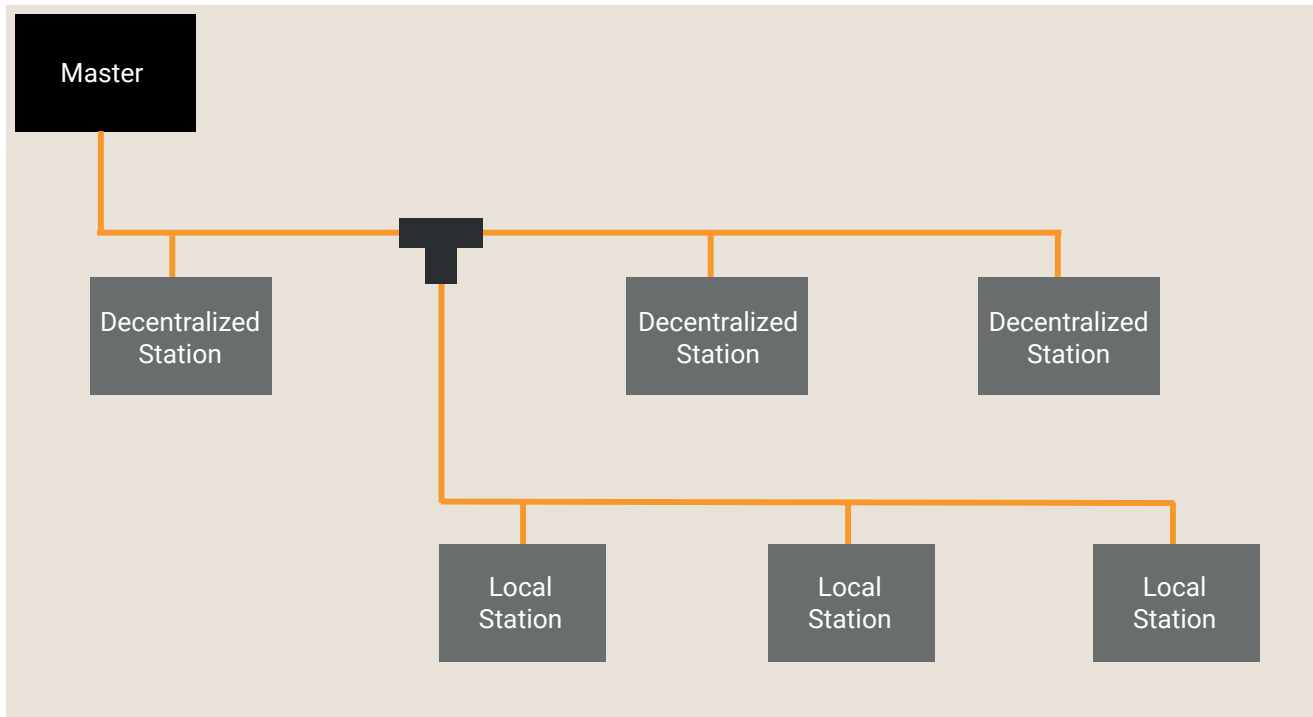 Master
Decentralized
Station
Decentralized
Station
Decentralized
Station
Local
Station
Local
Station
Local
Station